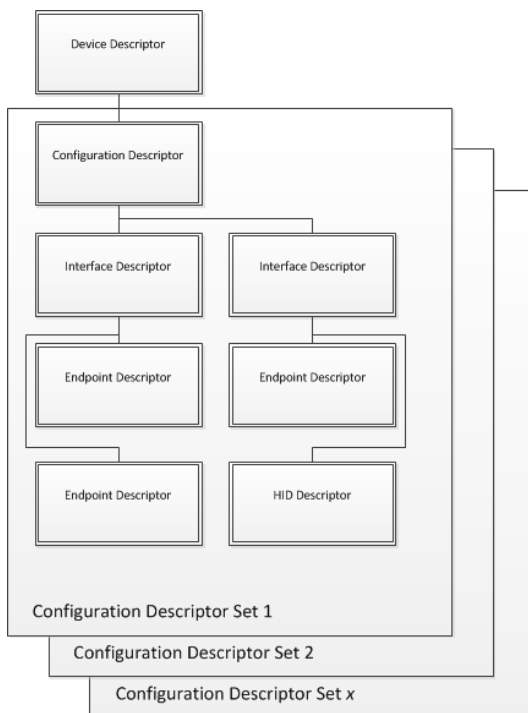 Device Descriptor
Configuration Descriptor
Interface Descriptor
Interface Descriptor
Endpoint Descriptor
Endpoint Descriptor
Endpoint Descriptor
HID Descriptor
Configuration Descriptor Set 1
Configuration Descriptor Set 2
Configuration Descriptor Set x